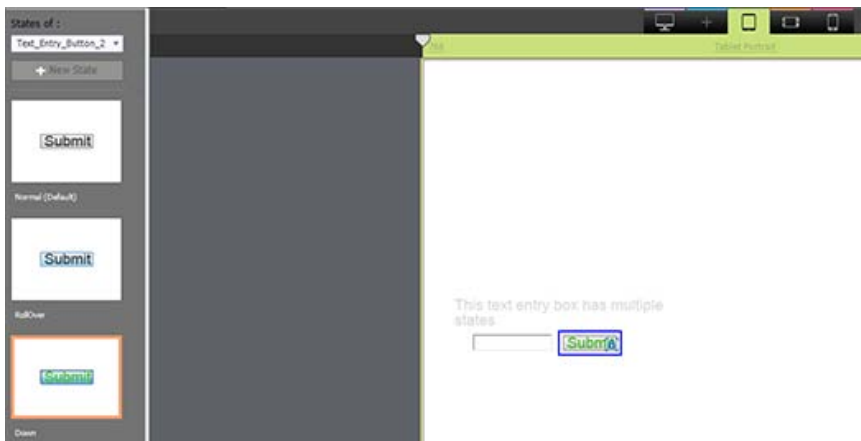 States of :
Text_Entry_Button_2
+ New State
Submit
Normal (Default)
Submit
RollOver
Submit
Down
768
Tablet Portrait
This text entry box has multiple
states
Submit